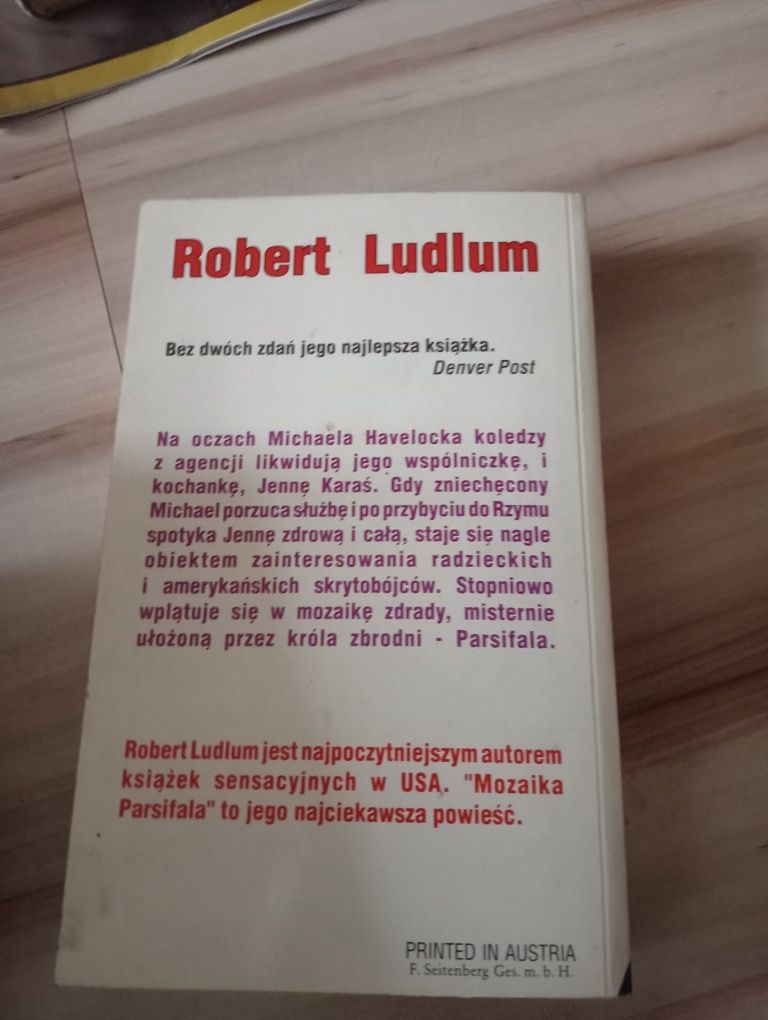 Robert Ludlum
Bez dwóch zdań jego najlepsza książka.
Denver Post
Na oczach Michaela Havelocka koledzy
z agencji likwidują jego wspólniczkę, i
kochankę, Jennę Karaś. Gdy zniechęcony
Michael porzuca służbę i po przybyciu do Rzymu
spotyka Jennę zdrową i całą, staje się nagle
obiektem zainteresowania radzieckich
i amerykańskich skrytobójców. Stopniowo
wplątuje się w mozaikę zdrady, misternie
ułożoną przez króla zbrodni - Parsifala.
Robert Ludlum jest najpoczytniejszym autorem
książek sensacyjnych w USA. "Mozaika
Parsifala" to jego najciekawsza powieść.
PRINTED IN AUSTRIA
F. Seitenberg Ges. m. b. H.